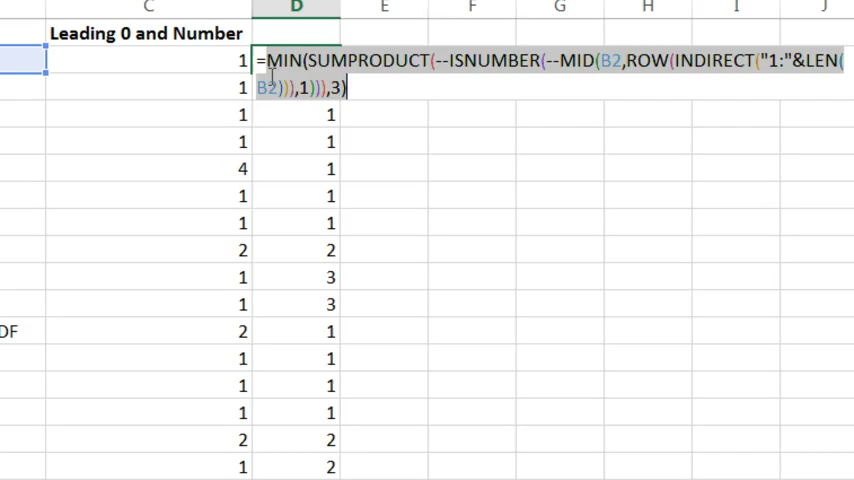 C D E F G H I J
Leading 0 and Number
1 =MIN(SUMPRODUCT(--ISNUMBER(--MID(B2,ROW(INDIRECT("1:"&LEN(
1 B2))),1))),3)
1 1
1 1
4 1
1 1
1 1
2 2
1 3
1 3
DF 2 1
1 1
1 1
1 1
2 2
1 2